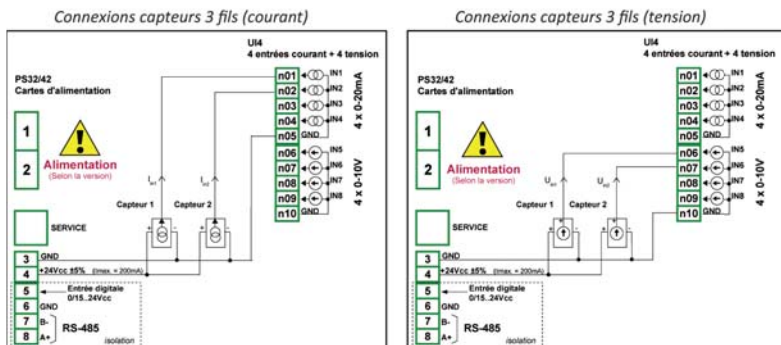 Connexions capteurs 3 fils (courant)
UI4
4 entrées courant + 4 tension
PS32/42
Cartes d'alimentation
1
2
Alimentation
(Selon la version)
n01
IN1
n02
IN2
n03
IN3
n04
IN4
n05
GND
4 x 0-20mA
n06
IN5
n07
IN6
n08
IN7
n09
IN8
n10
GND
4 x 0-10V
Iin1
Iin2
Capteur 1
Capteur 2
+
-
+
-
SERVICE
3
GND
4
+24Vcc ±5% (Imax. = 200mA)
5
Entrée digitale
0/15..24Vcc
6
GND
7
B-
8
A+
RS-485
isolation
Connexions capteurs 3 fils (tension)
UI4
4 entrées courant + 4 tension
PS32/42
Cartes d'alimentation
1
2
Alimentation
(Selon la version)
n01
IN1
n02
IN2
n03
IN3
n04
IN4
n05
GND
4 x 0-20mA
n06
IN5
n07
IN6
n08
IN7
n09
IN8
n10
GND
4 x 0-10V
Uin1
Uin2
Capteur 1
Capteur 2
+
-
+
-
SERVICE
3
GND
4
+24Vcc ±5% (Imax. = 200mA)
5
Entrée digitale
0/15..24Vcc
6
GND
7
B-
8
A+
RS-485
isolation